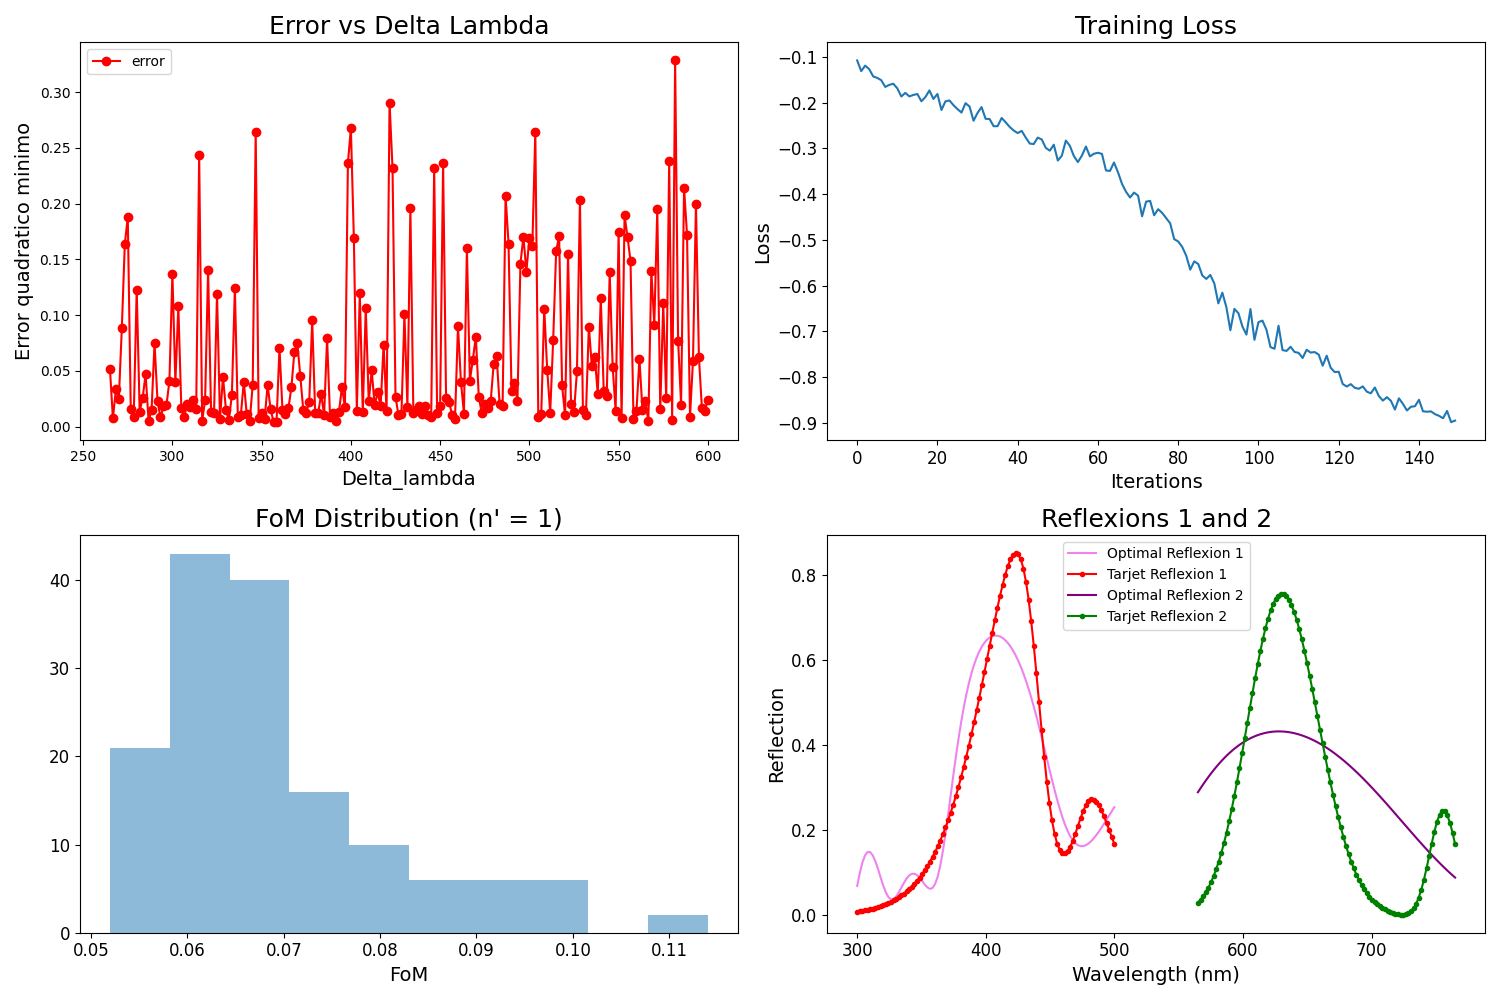 Error vs Delta Lambda
error
Error quadratico minimo
0.30
0.25
0.20
0.15
0.10
0.05
0.00
250 300 350 400 450 500 550 600
Delta_lambda
Training Loss
Loss
−0.1
−0.2
−0.3
−0.4
−0.5
−0.6
−0.7
−0.8
−0.9
0 20 40 60 80 100 120 140
Iterations
FoM Distribution (n' = 1)
40
30
20
10
0
0.05 0.06 0.07 0.08 0.09 0.10 0.11
FoM
Reflexions 1 and 2
Optimal Reflexion 1
Tarjet Reflexion 1
Optimal Reflexion 2
Tarjet Reflexion 2
Reflection
0.8
0.6
0.4
0.2
0.0
300 400 500 600 700
Wavelength (nm)